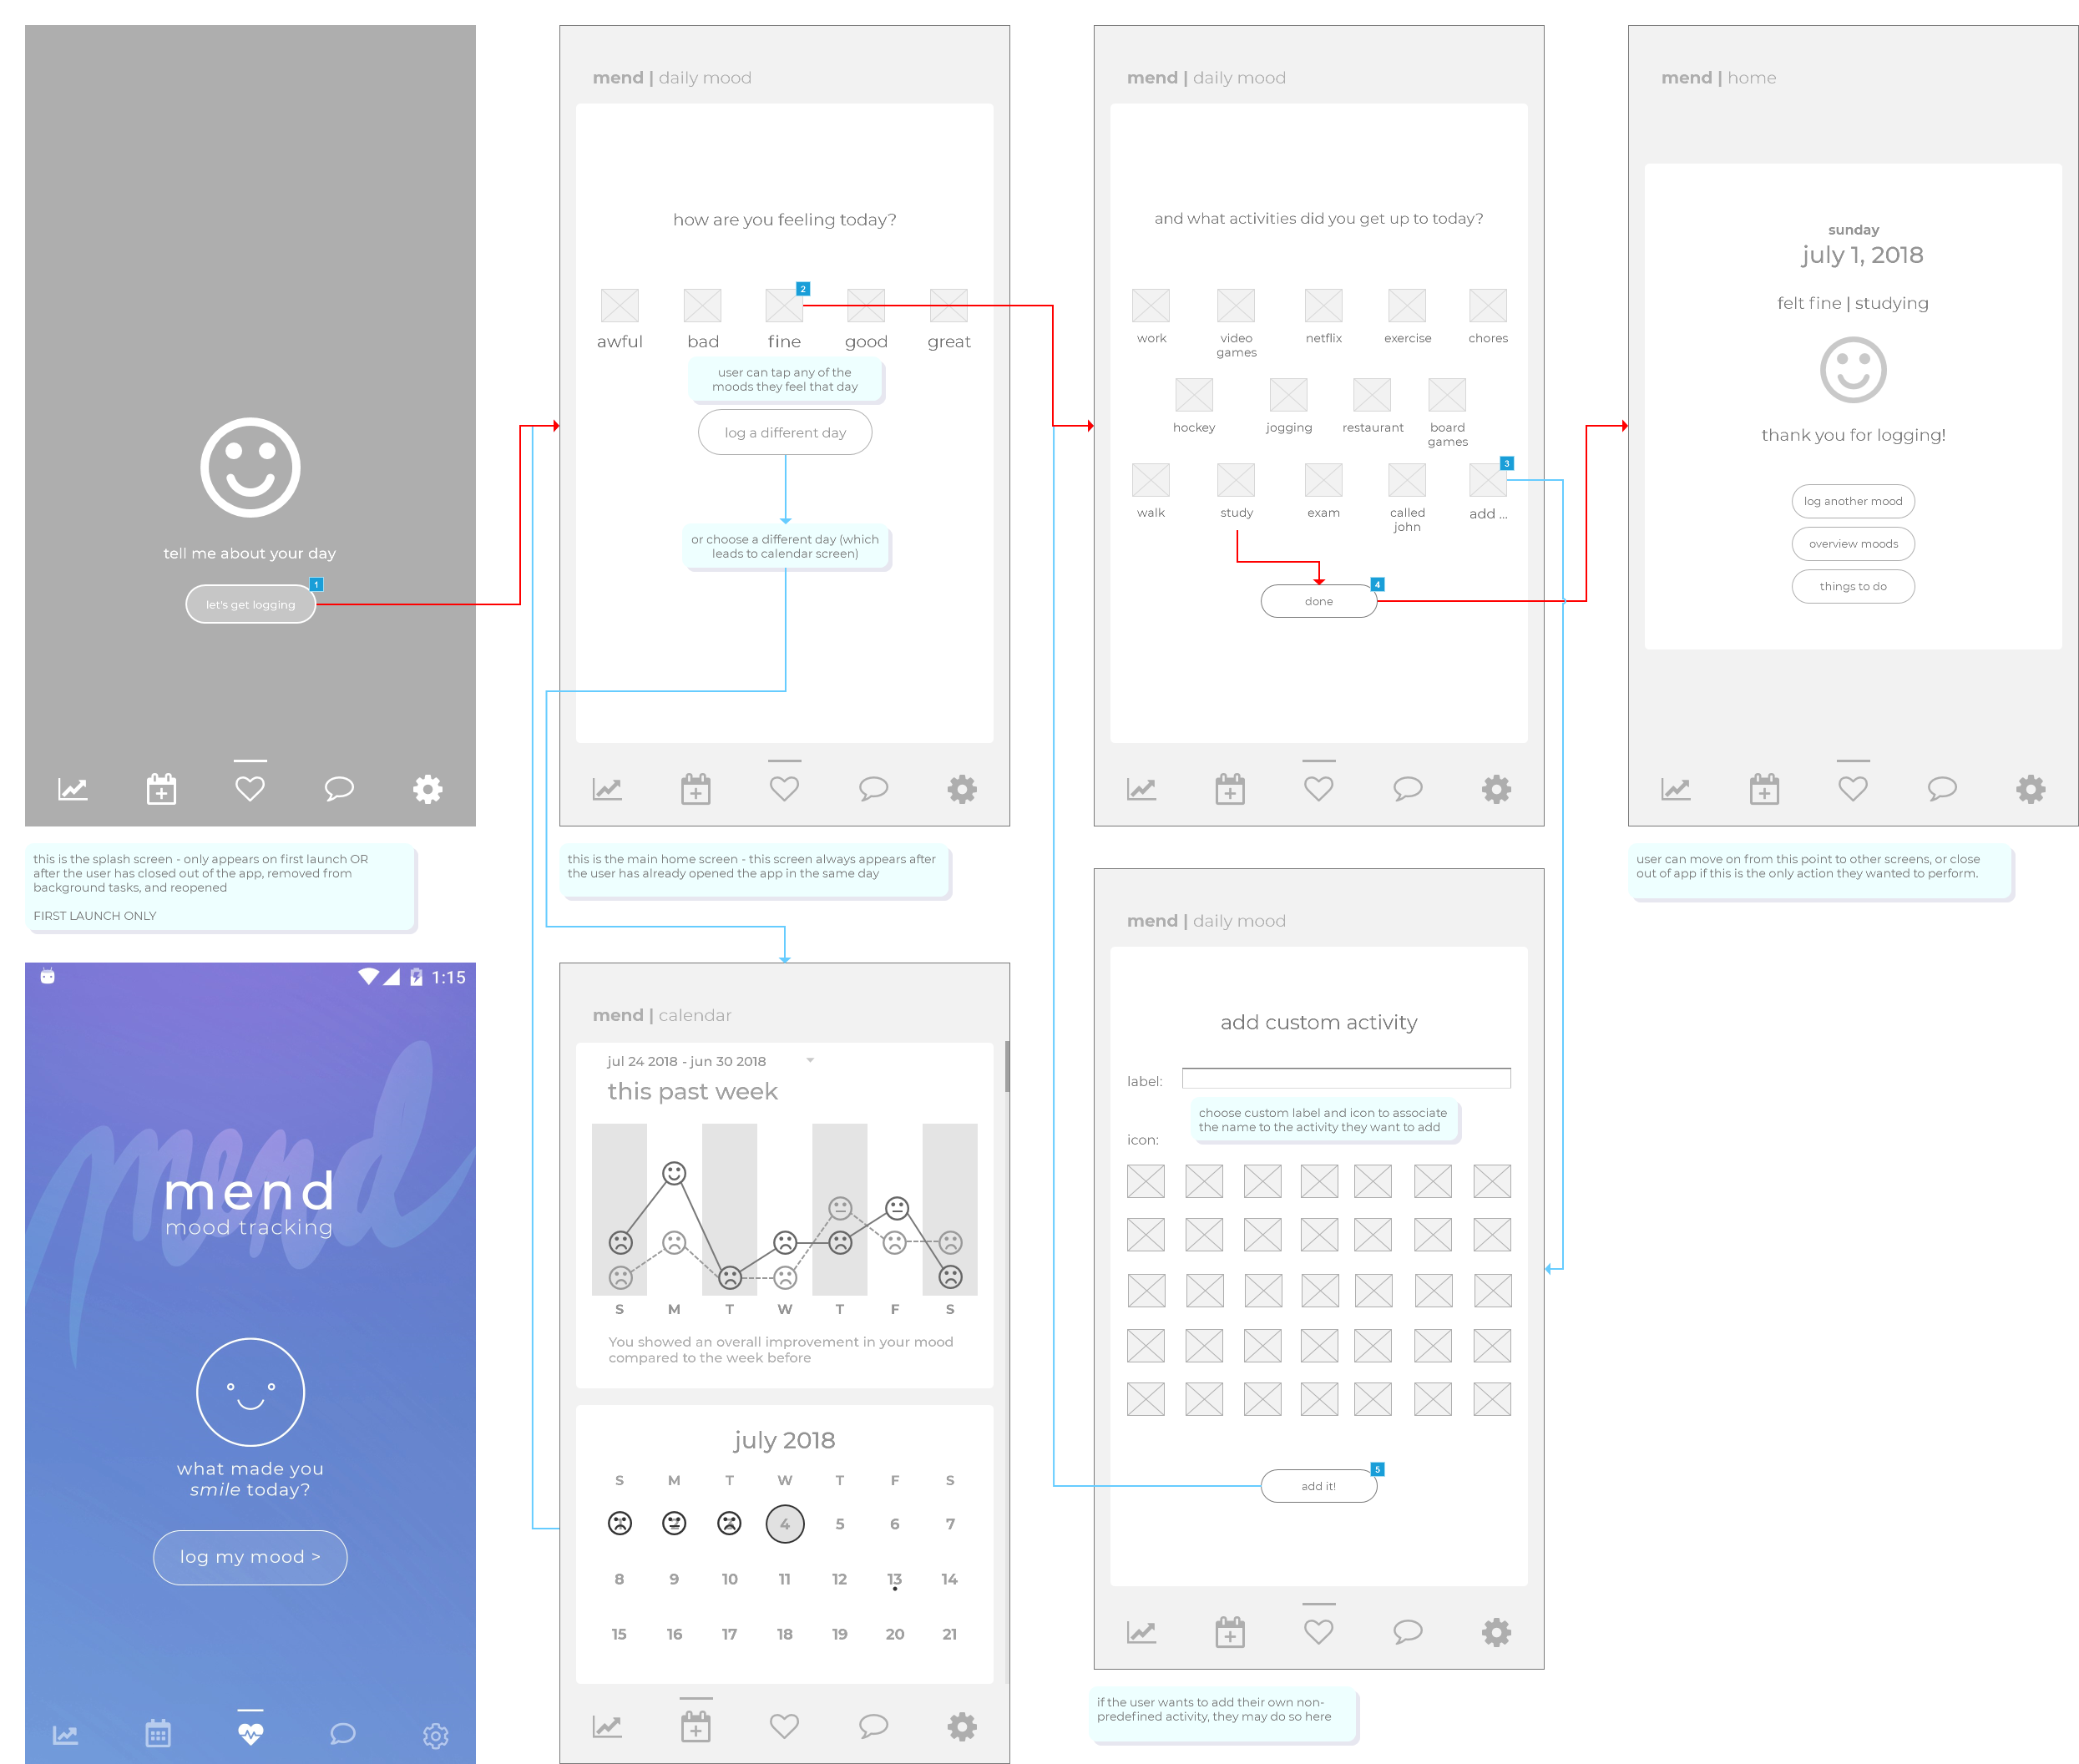 tell me about your day
let's get logging
1
this is the splash screen - only appears on first launch OR
after the user has closed out of the app, removed from
background tasks, and reopened
FIRST LAUNCH ONLY
1:15
mend
mend
mood tracking
what made you
smile today?
log my mood >
mend | daily mood
how are you feeling today?
2
awful bad fine good great
user can tap any of the
moods they feel that day
log a different day
or choose a different day (which
leads to calendar screen)
this is the main home screen - this screen always appears after
the user has already opened the app in the same day
mend | calendar
jul 24 2018 - jun 30 2018
this past week
S M T W T F S
You showed an overall improvement in your mood
compared to the week before
july 2018
S M T W T F S
4 5 6 7
8 9 10 11 12 13 14
15 16 17 18 19 20 21
mend | daily mood
and what activities did you get up to today?
work video netflix exercise chores
games
hockey jogging restaurant board
games
3
walk study exam called add ...
john
4
done
mend | daily mood
add custom activity
label:
choose custom label and icon to associate
the name to the activity they want to add
icon:
5
add it!
if the user wants to add their own non-
predefined activity, they may do so here
mend | home
sunday
july 1, 2018
felt fine | studying
thank you for logging!
log another mood
overview moods
things to do
user can move on from this point to other screens, or close
out of app if this is the only action they wanted to perform.